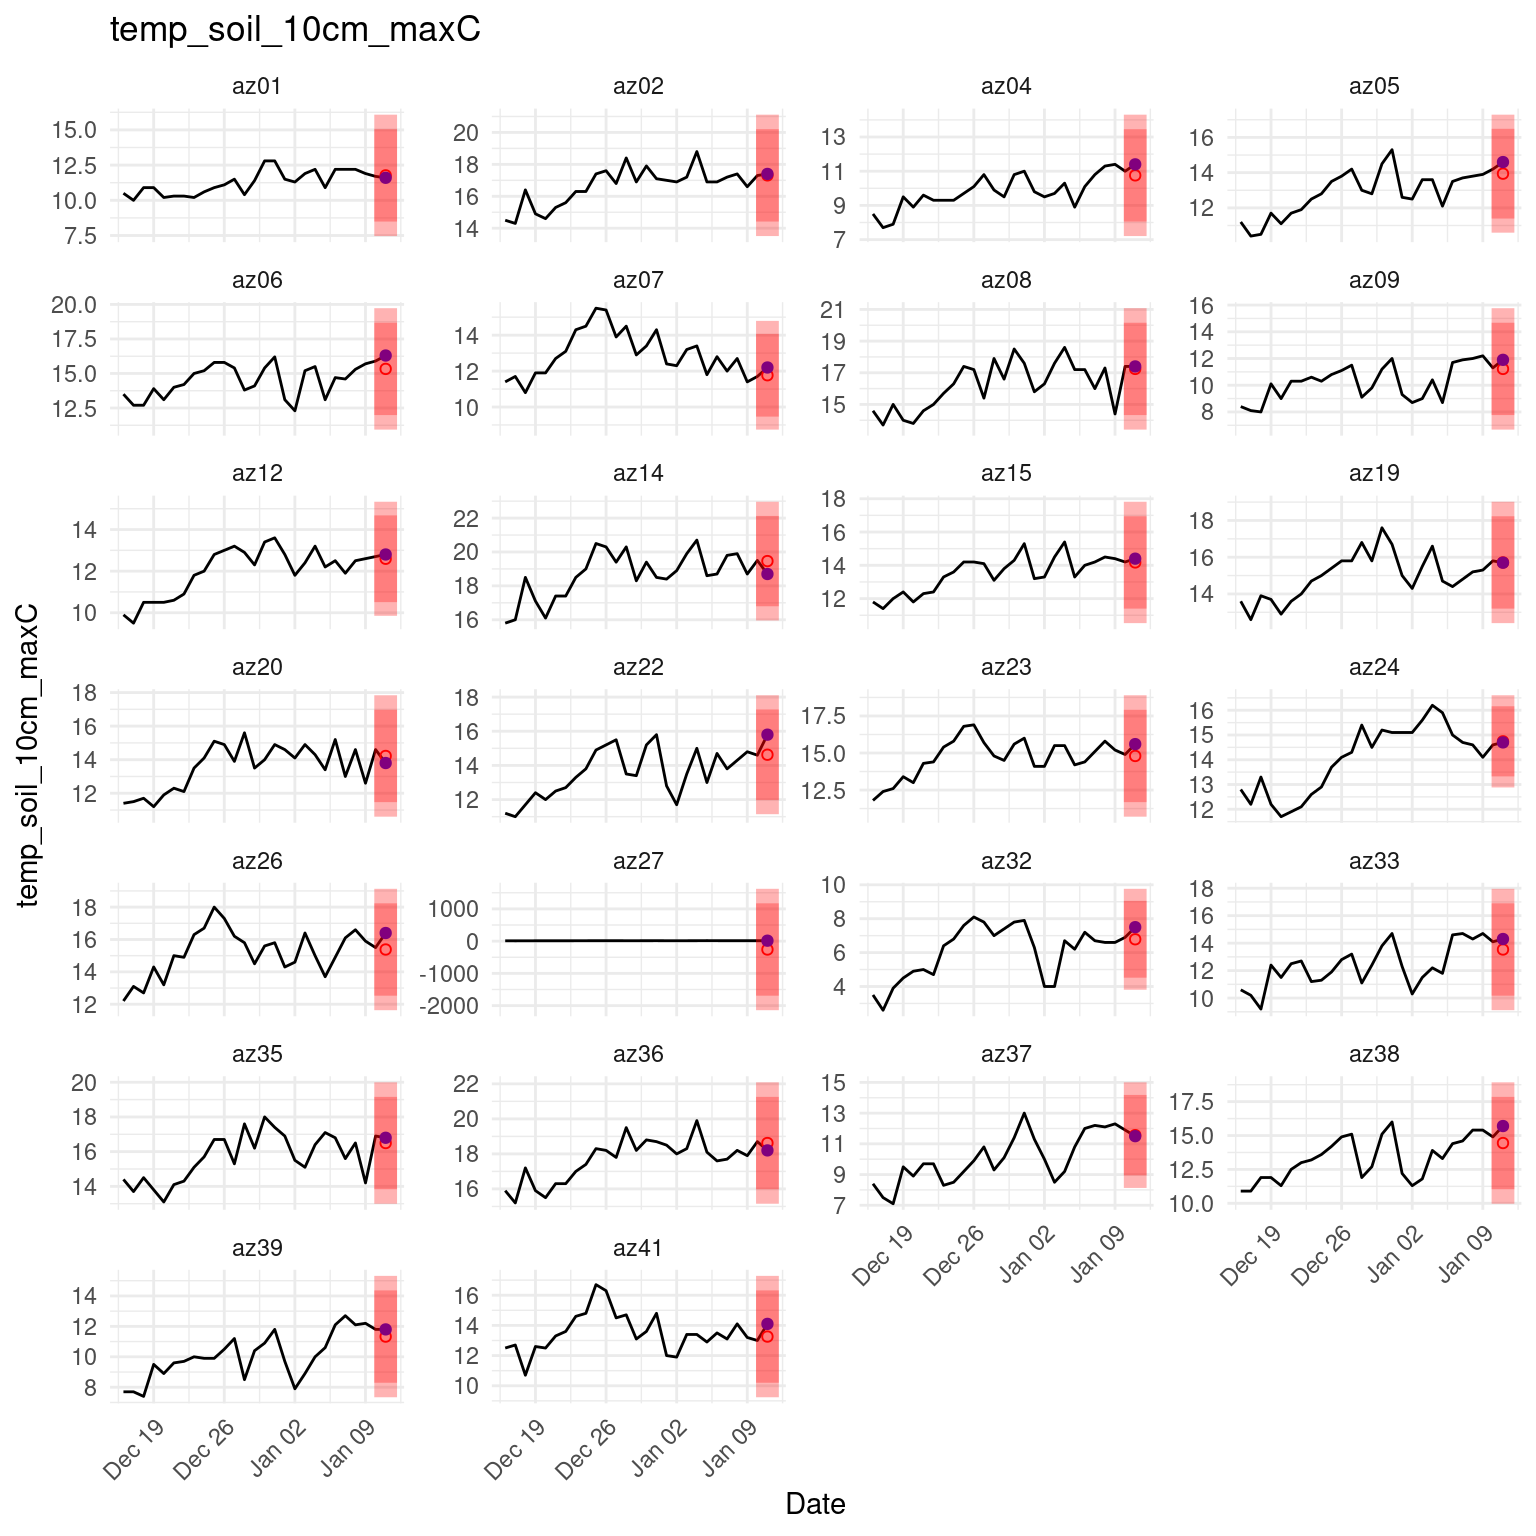 temp_soil_10cm_maxC
az01 az02 az04 az05
15.0 12.5 10.0 7.5
20 18 16 14
13 11 9 7
16 14 12
az06 az07 az08 az09
20.0 17.5 15.0 12.5
14 12 10
21 19 17 15
16 14 12 10 8
az12 az14 az15 az19
14 12 10
22 20 18 16
18 16 14 12
18 16 14
az20 az22 az23 az24
18 16 14 12
18 16 14 12
17.5 15.0 12.5
16 15 14 13 12
az26 az27 az32 az33
18 16 14 12
1000 0 -1000 -2000
10 8 6 4
18 16 14 12 10
az35 az36 az37 az38
20 18 16 14
22 20 18 16
15 13 11 9 7
17.5 15.0 12.5 10.0
Dec 19 Dec 26 Jan 02 Jan 09
Dec 19 Dec 26 Jan 02 Jan 09
az39 az41
14 12 10 8
16 14 12 10
Dec 19 Dec 26 Jan 02 Jan 09
Dec 19 Dec 26 Jan 02 Jan 09
temp_soil_10cm_maxC
Date